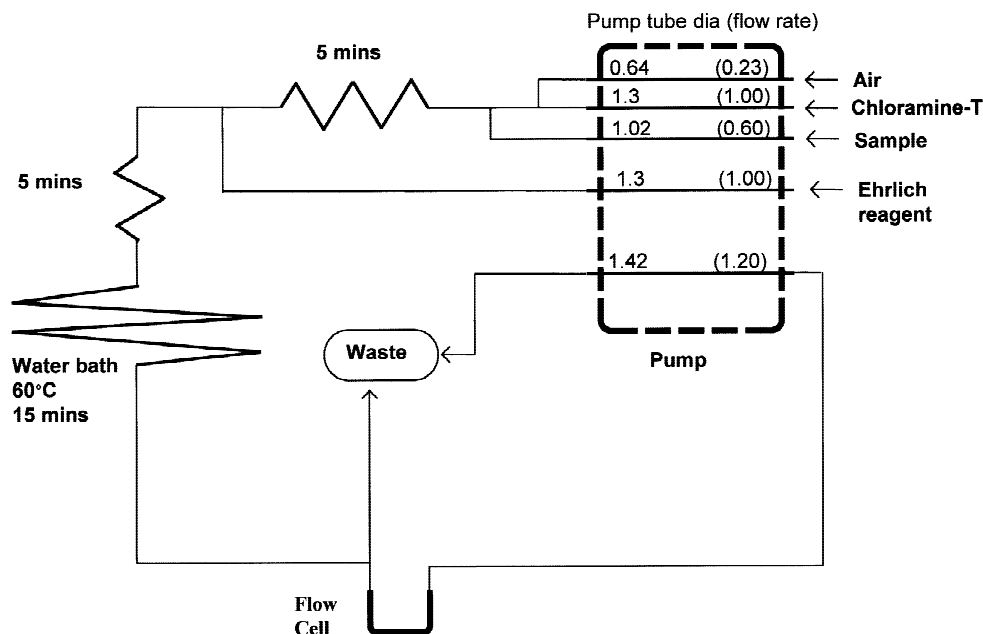 Pump tube dia (flow rate)
5 mins
0.64 (0.23) Air
1.3 (1.00) Chloramine-T
1.02 (0.60) Sample
5 mins
1.3 (1.00) Ehrlich
reagent
1.42 (1.20)
Waste
Pump
Water bath
60°C
15 mins
Flow
Cell